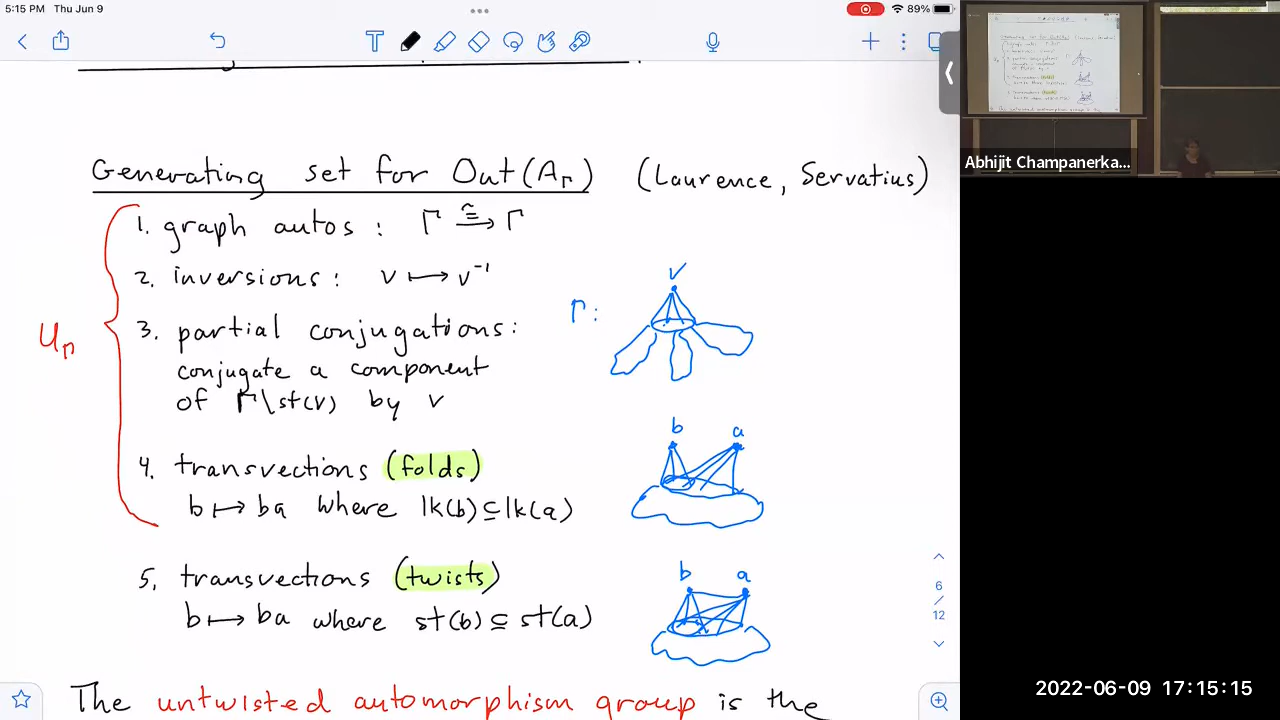 5:15 PM Thu Jun 9
89%
Generating set for Out(A_Γ) (Laurence, Servatius)
1. graph autos : Γ ≅→ Γ
2. inversions : v ↦ v⁻¹
3. partial conjugations:
conjugate a component
of Γ\st(v) by v
U_Γ
Γ:
v
4. transvections (folds)
b ↦ ba where lk(b) ⊆ lk(a)
b a
5. transvections (twists)
b ↦ ba where st(b) ⊆ st(a)
b a
The untwisted automorphism group is the
6
/
12
Abhijit Champanerka...
2022-06-09 17:15:15